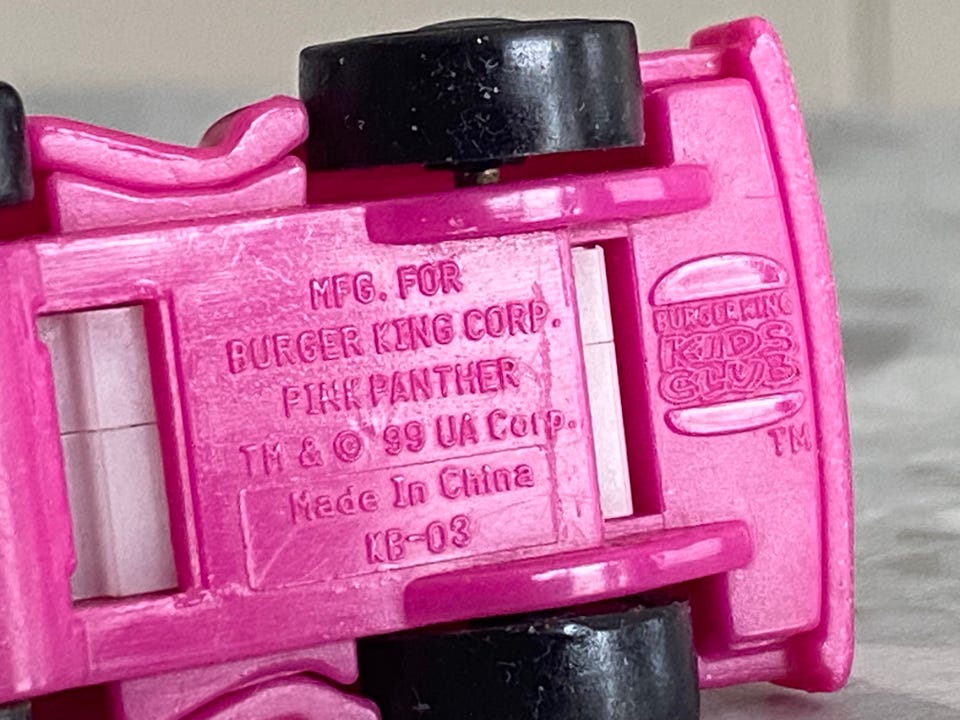 MFG. FOR
BURGER KING CORP.
PINK PANTHER
TM & © 99 UA Corp.
Made In China
KB-03
BURGER KING
KIDS
CLUB
TM